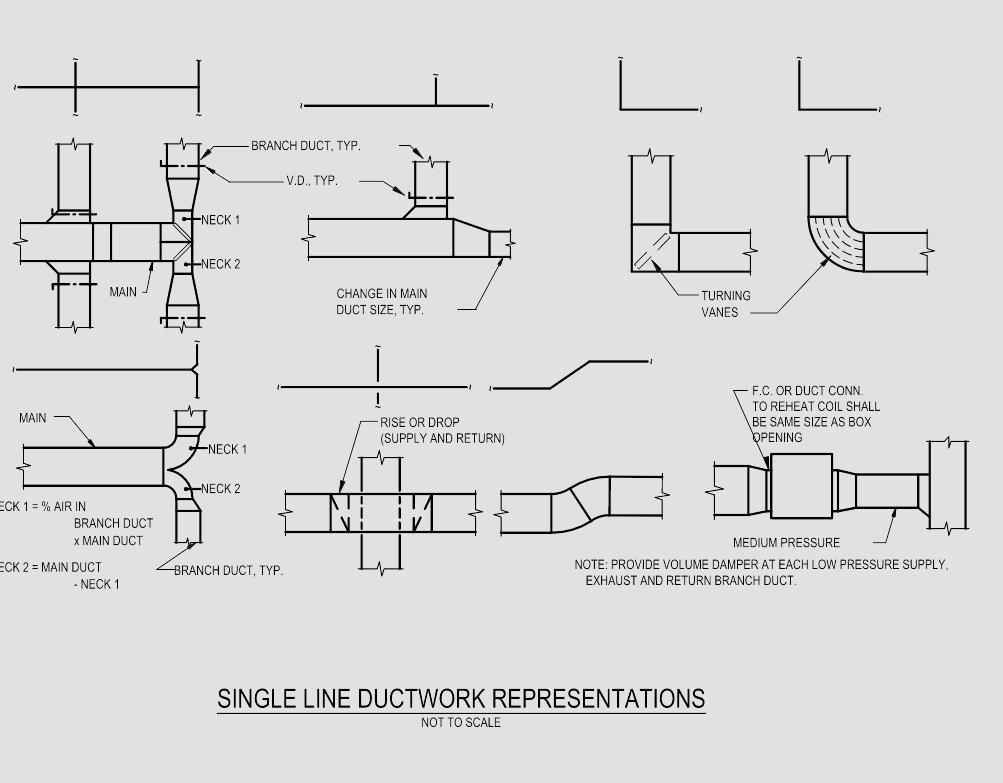 BRANCH DUCT, TYP.
V.D., TYP.
NECK 1
NECK 2
MAIN
CHANGE IN MAIN
DUCT SIZE, TYP.
TURNING
VANES
MAIN
NECK 1
NECK 2
ECK 1 = % AIR IN
BRANCH DUCT
x MAIN DUCT
ECK 2 = MAIN DUCT
- NECK 1
BRANCH DUCT, TYP.
RISE OR DROP
(SUPPLY AND RETURN)
F.C. OR DUCT CONN.
TO REHEAT COIL SHALL
BE SAME SIZE AS BOX
OPENING
MEDIUM PRESSURE
NOTE: PROVIDE VOLUME DAMPER AT EACH LOW PRESSURE SUPPLY,
EXHAUST AND RETURN BRANCH DUCT.
SINGLE LINE DUCTWORK REPRESENTATIONS
NOT TO SCALE